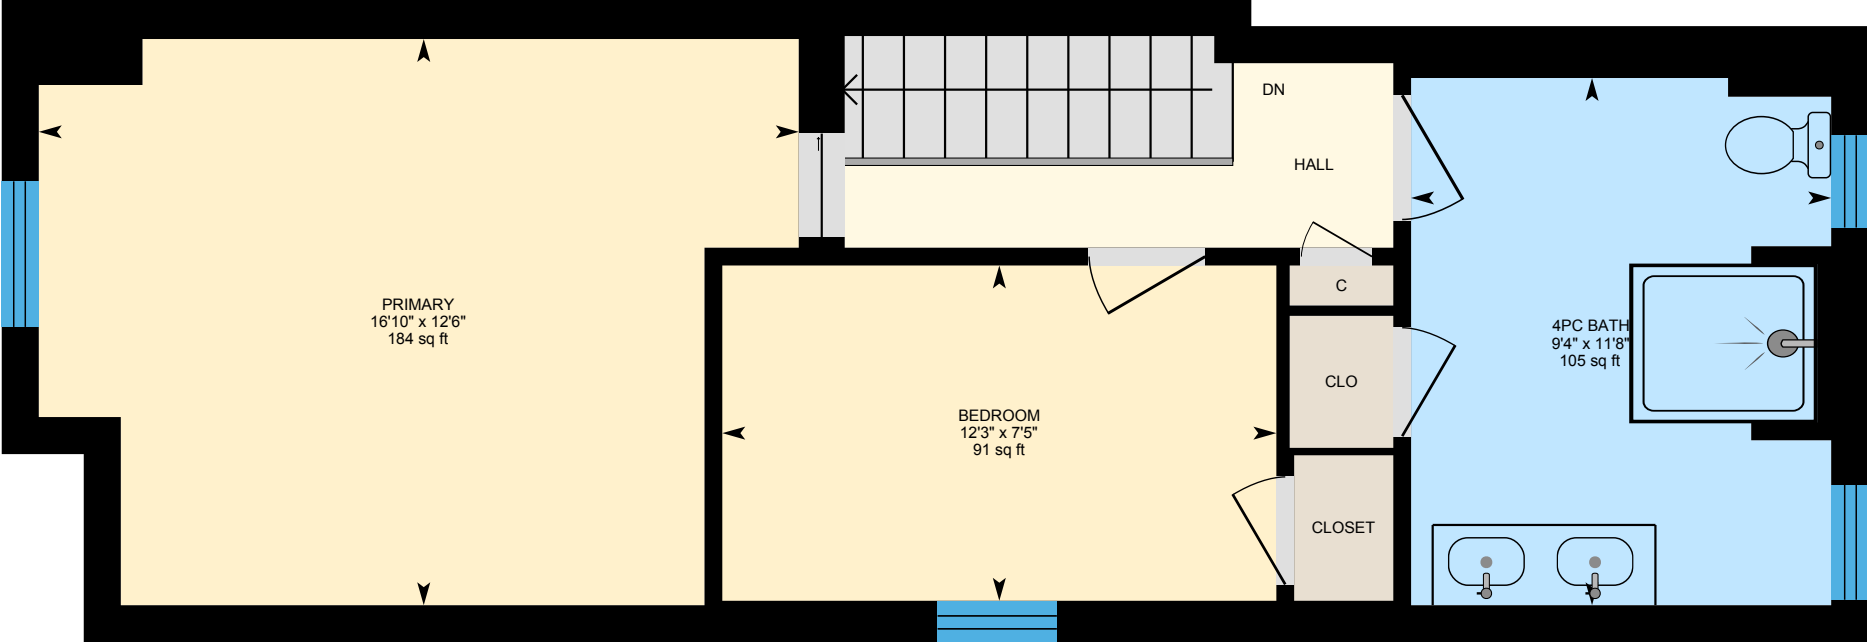 DN
HALL
PRIMARY
16'10" x 12'6"
184 sq ft
C
4PC BATH
9'4" x 11'8"
105 sq ft
CLO
BEDROOM
12'3" x 7'5"
91 sq ft
CLOSET